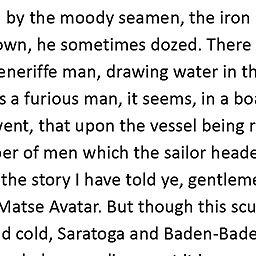 by the moody seamen, the iron
own, he sometimes dozed. There
eneriffe man, drawing water in th
s a furious man, it seems, in a boa
vent, that upon the vessel being r
per of men which the sailor heade
the story I have told ye, gentleme
Matse Avatar. But though this scu
d cold, Saratoga and Baden-Bade